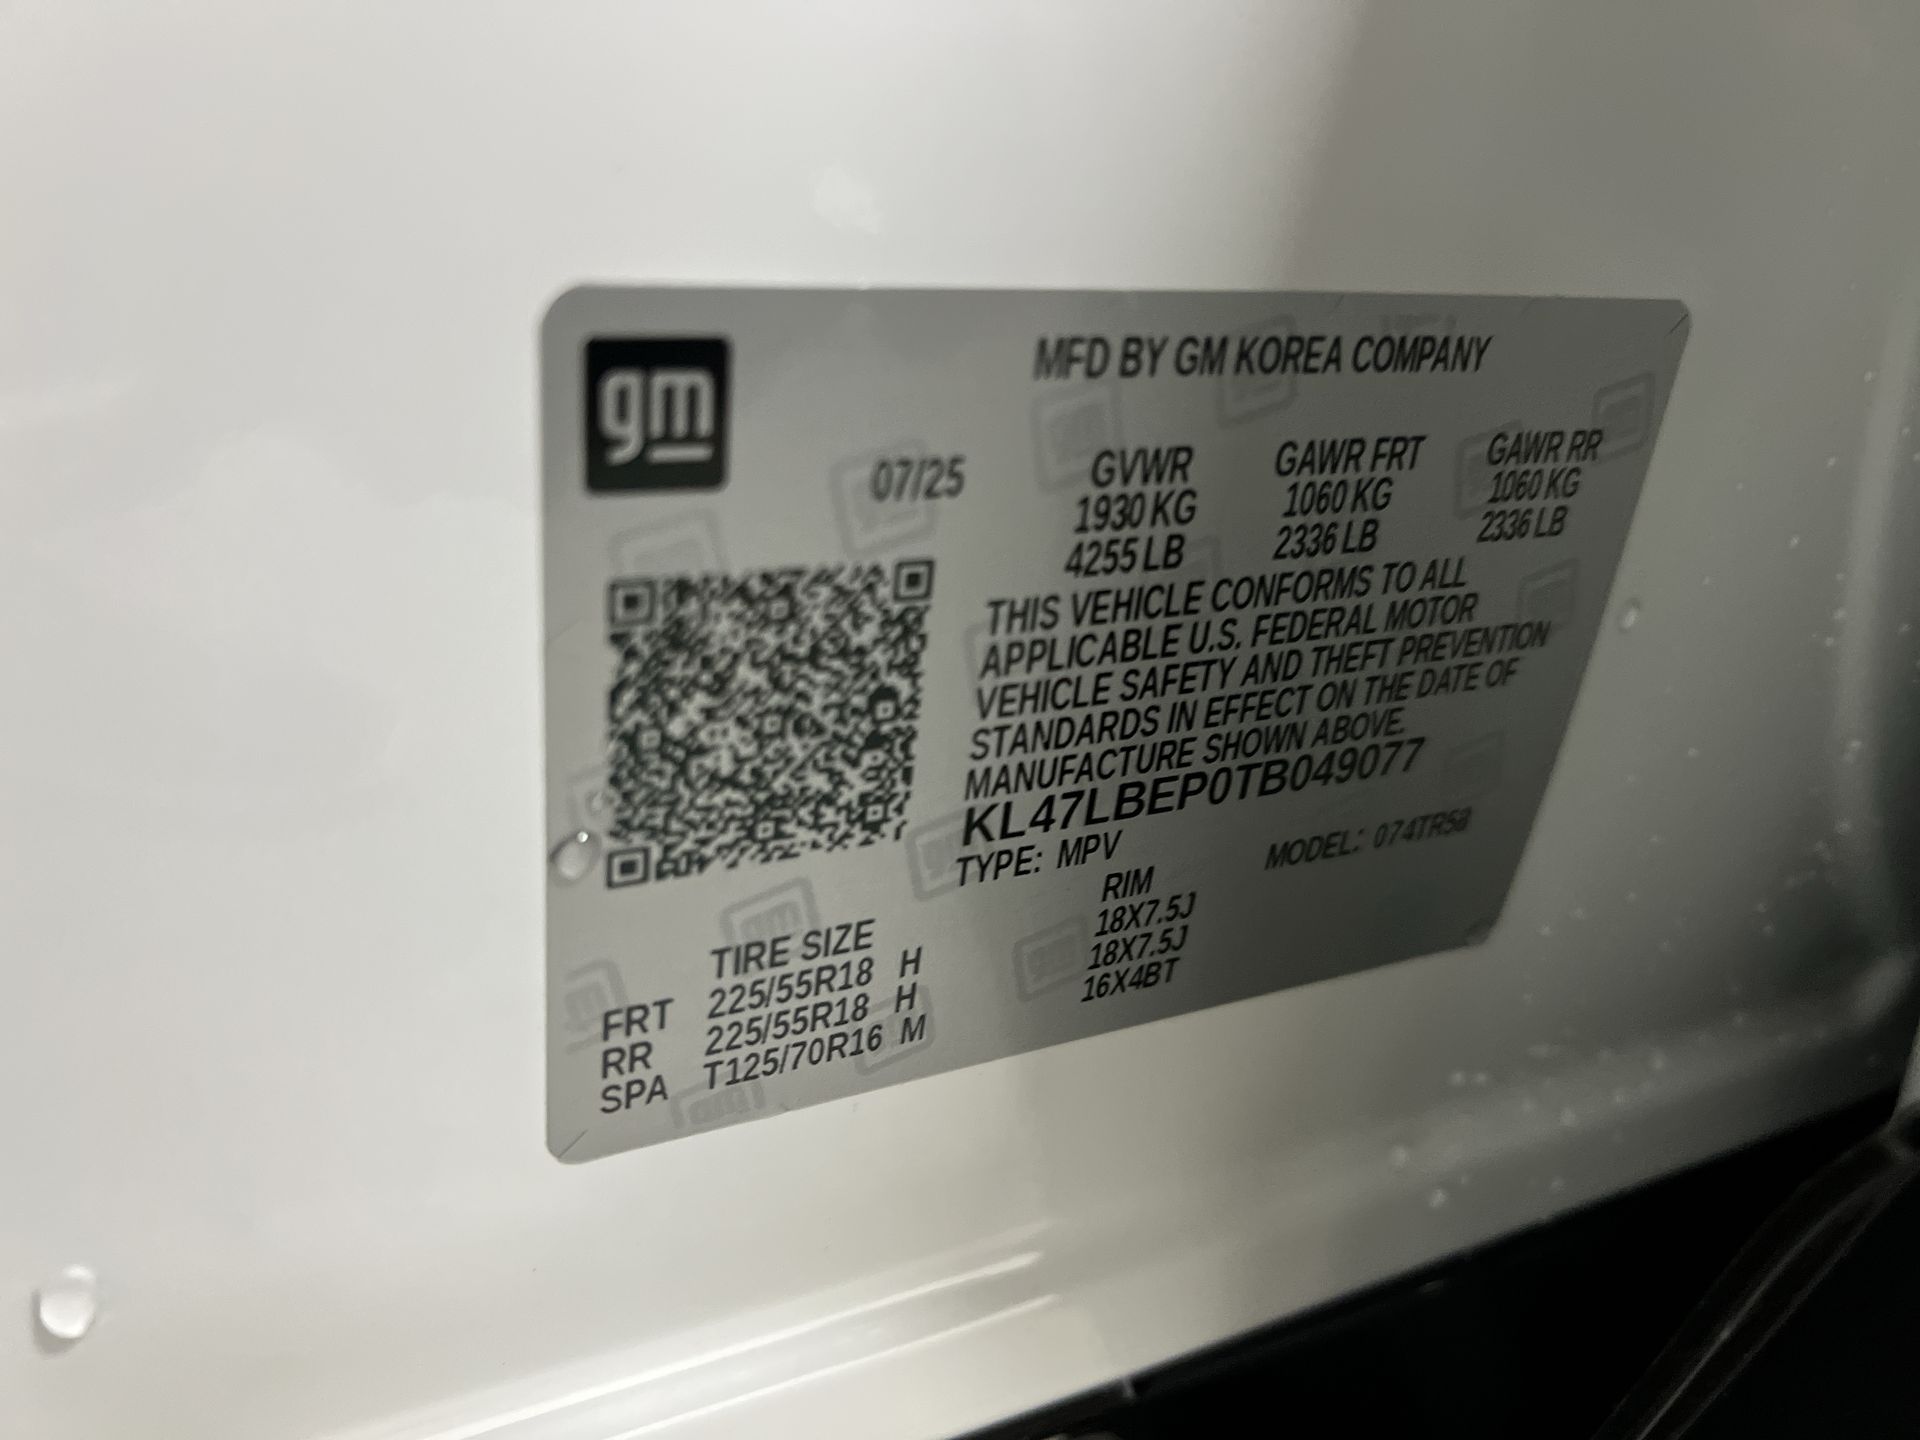 gm
MFD BY GM KOREA COMPANY
07/25
GVWR GAWR FRT GAWR RR
1930 KG 1060 KG 1060 KG
4255 LB 2336 LB 2336 LB
THIS VEHICLE CONFORMS TO ALL
APPLICABLE U.S. FEDERAL MOTOR
VEHICLE SAFETY AND THEFT PREVENTION
STANDARDS IN EFFECT ON THE DATE OF
MANUFACTURE SHOWN ABOVE.
KL47LBEP0TB049077
TYPE: MPV MODEL: 074TR58
TIRE SIZE RIM
FRT 225/55R18 H 18X7.5J
RR 225/55R18 H 18X7.5J
SPA T125/70R16 M 16X4BT